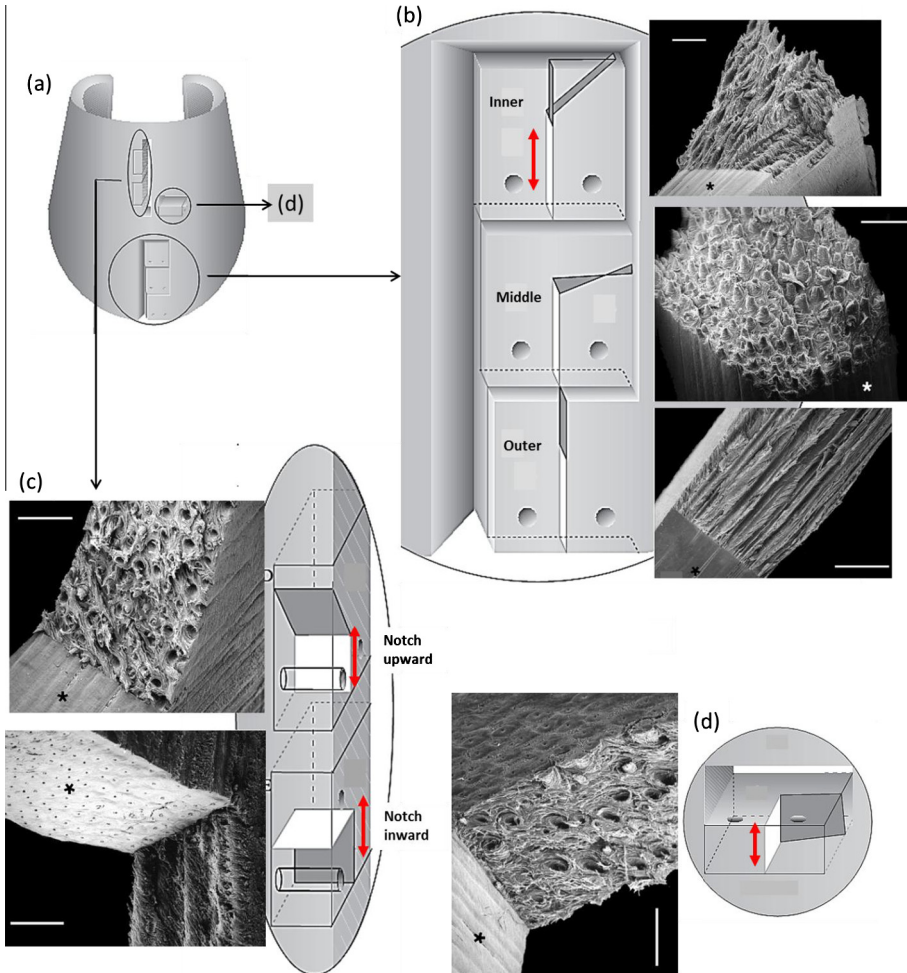 (a)
(d)
(b)
Inner
*
Middle
*
Outer
*
(c)
*
Notch
upward
*
Notch
inward
(d)
*